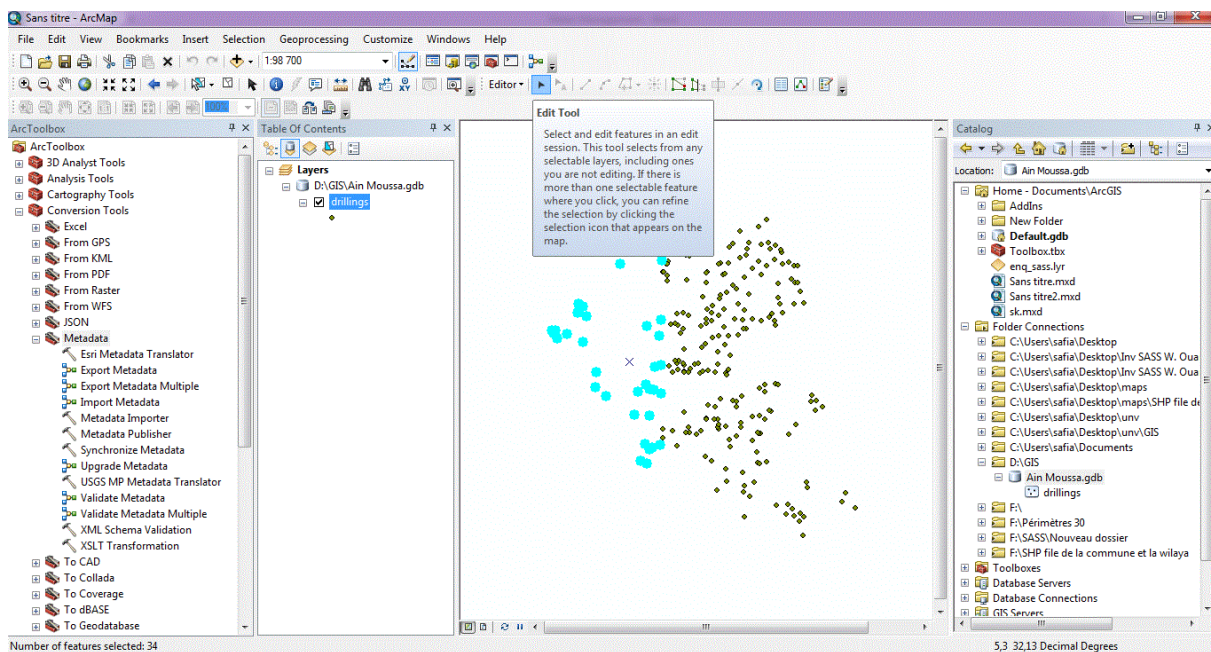 Sans titre - ArcMap
File Edit View Bookmarks Insert Selection Geoprocessing Customize Windows Help
1:98 700
Editor
100%
ArcToolbox
ArcToolbox
3D Analyst Tools
Analysis Tools
Cartography Tools
Conversion Tools
Excel
From GPS
From KML
From PDF
From Raster
From WFS
JSON
Metadata
Esri Metadata Translator
Export Metadata
Export Metadata Multiple
Import Metadata
Metadata Importer
Metadata Publisher
Synchronize Metadata
Upgrade Metadata
USGS MP Metadata Translator
Validate Metadata
Validate Metadata Multiple
XML Schema Validation
XSLT Transformation
To CAD
To Collada
To Coverage
To dBASE
To Geodatabase
Table Of Contents
Layers
D:\GIS\Ain Moussa.gdb
drillings
Edit Tool
Select and edit features in an edit
session. This tool selects from any
selectable layers, including ones
you are not editing. If there is
more than one selectable feature
where you click, you can refine
the selection by clicking the
selection icon that appears on the
map.
Catalog
Location: Ain Moussa.gdb
Home - Documents\ArcGIS
AddIns
New Folder
Default.gdb
Toolbox.tbx
enq_sass.lyr
Sans titre.mxd
Sans titre2.mxd
sk.mxd
Folder Connections
C:\Users\safia\Desktop
C:\Users\safia\Desktop\Inv SASS W. Oua
C:\Users\safia\Desktop\Inv SASS W. Oua
C:\Users\safia\Desktop\maps
C:\Users\safia\Desktop\maps\SHP file de
C:\Users\safia\Desktop\unv
C:\Users\safia\Desktop\unv\GIS
C:\Users\safia\Documents
D:\GIS
Ain Moussa.gdb
drillings
F:\
F:\Périmètres 30
F:\SASS\Nouveau dossier
F:\SHP file de la commune et la wilaya
Toolboxes
Database Servers
Database Connections
GIS Servers
Number of features selected: 34
5,3 32,13 Decimal Degrees